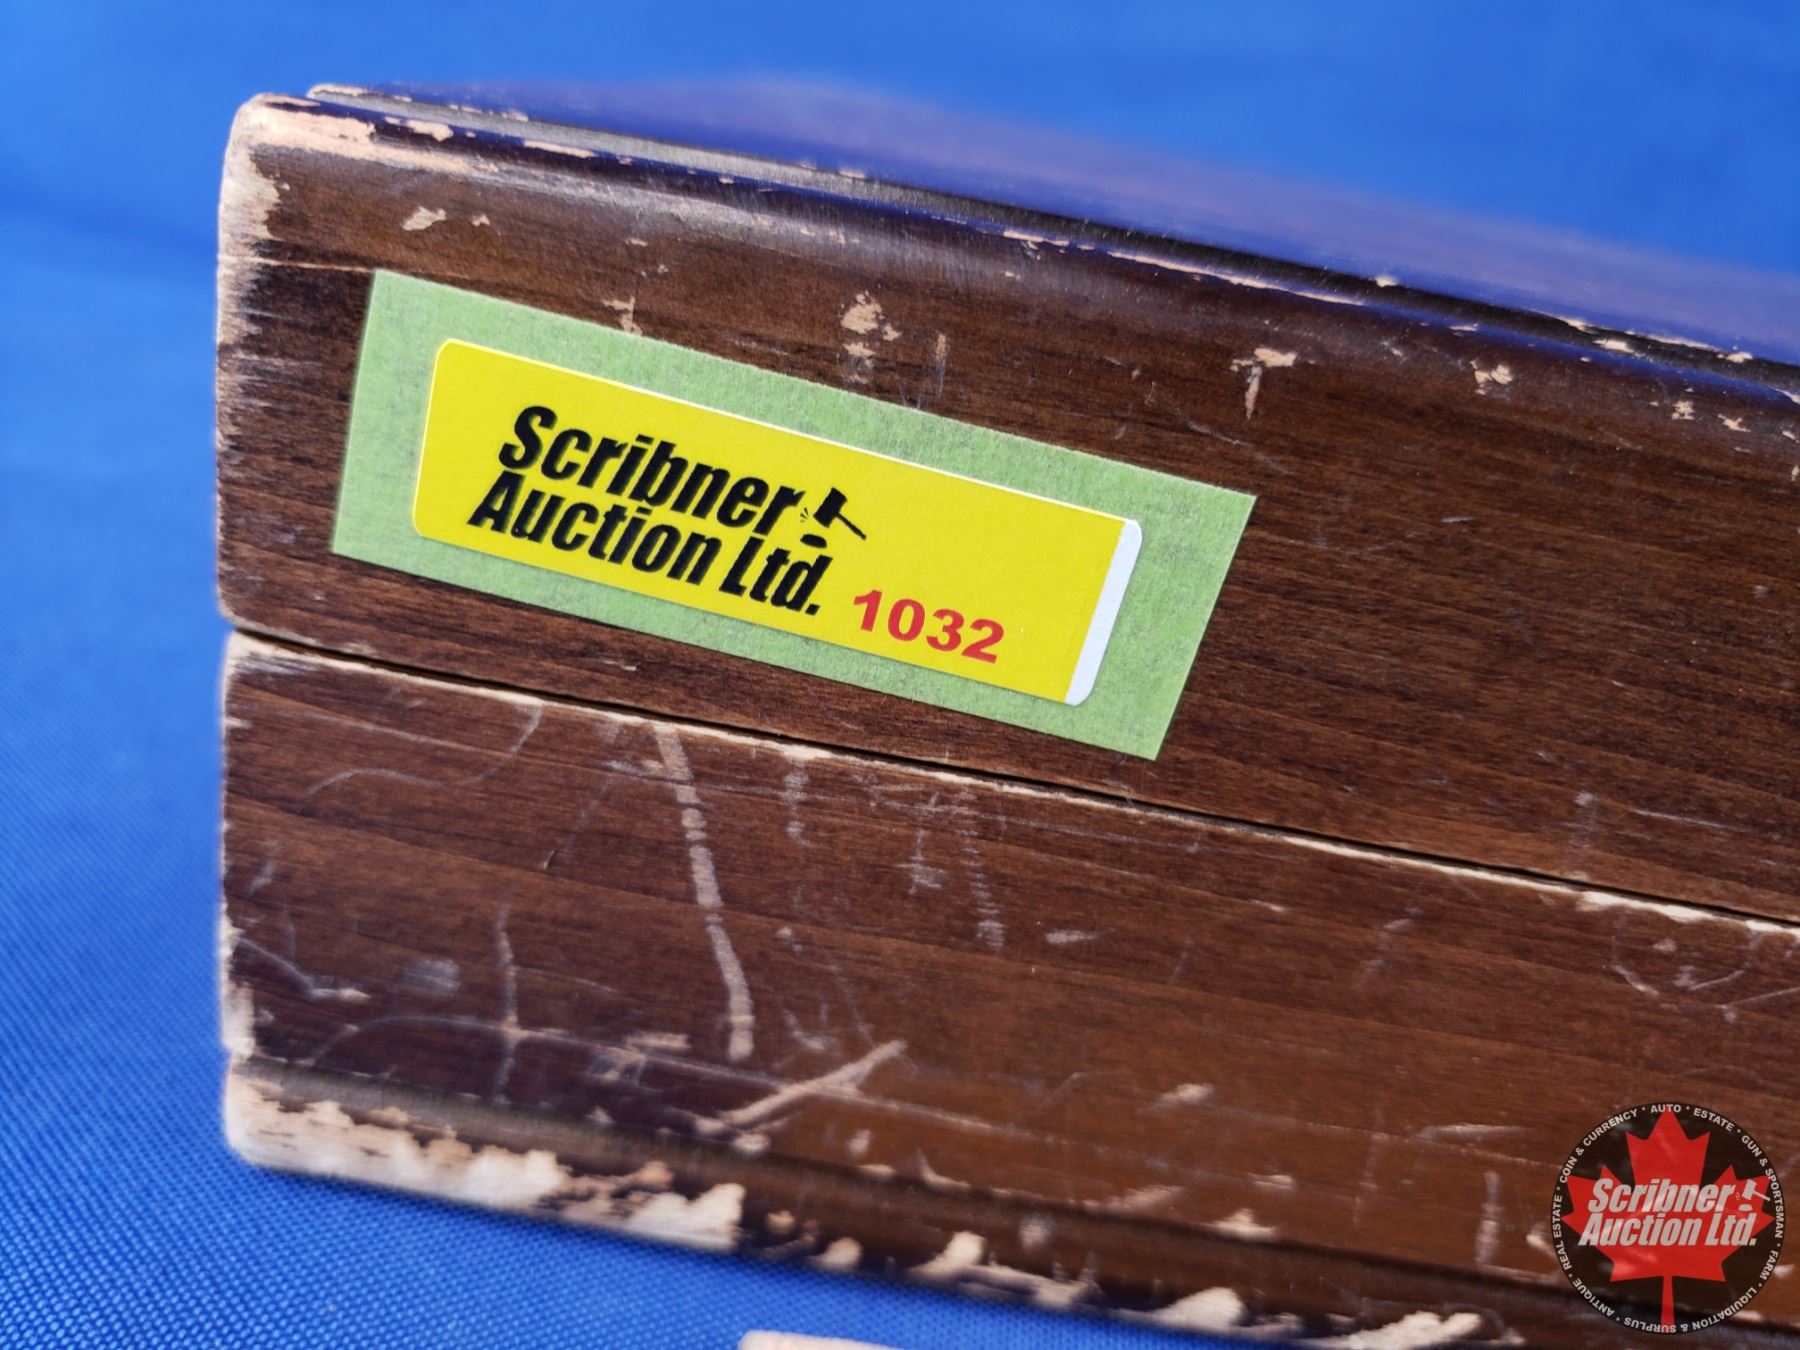 Scribner
Auction Ltd.
1032
COIN & CURRENCY • AUTO • ESTATE • GUN & SPORTSMAN • FARM • LIQUIDATION & SURPLUS • ANTIQUE • REAL ESTATE •
Scribner
Auction Ltd.